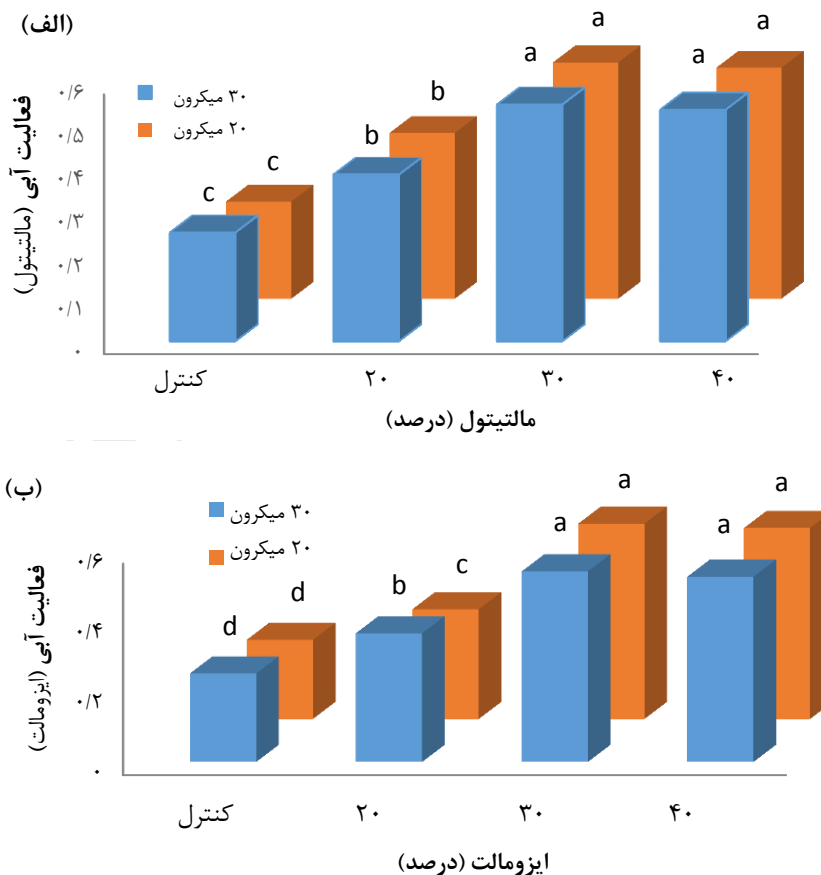 (الف)
۳۰ میکرون
۲۰ میکرون
فعالیت آبی (مالتیتول)
۰/۶
۰/۵
۰/۴
۰/۳
۰/۲
۰/۱
۰
c c b b a a a a
کنترل ۲۰ ۳۰ ۴۰
مالتیتول (درصد)
(ب)
۳۰ میکرون
۲۰ میکرون
فعالیت آبی (ایزومالت)
۰/۶
۰/۴
۰/۲
۰
d d b c a a a a
کنترل ۲۰ ۳۰ ۴۰
ایزومالت (درصد)